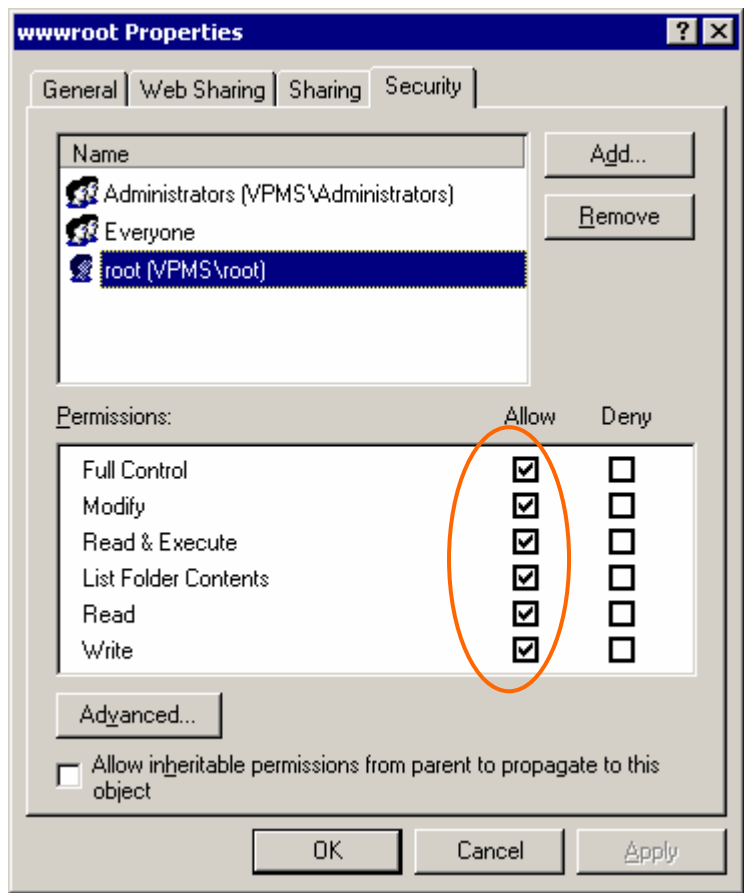 wwwroot Properties
General Web Sharing Sharing Security
Name
Add...
Administrators (VPMS\Administrators)
Remove
Everyone
root (VPMS\root)
Permissions: Allow Deny
Full Control
Modify
Read & Execute
List Folder Contents
Read
Write
Advanced...
Allow inheritable permissions from parent to propagate to this
object
OK Cancel Apply